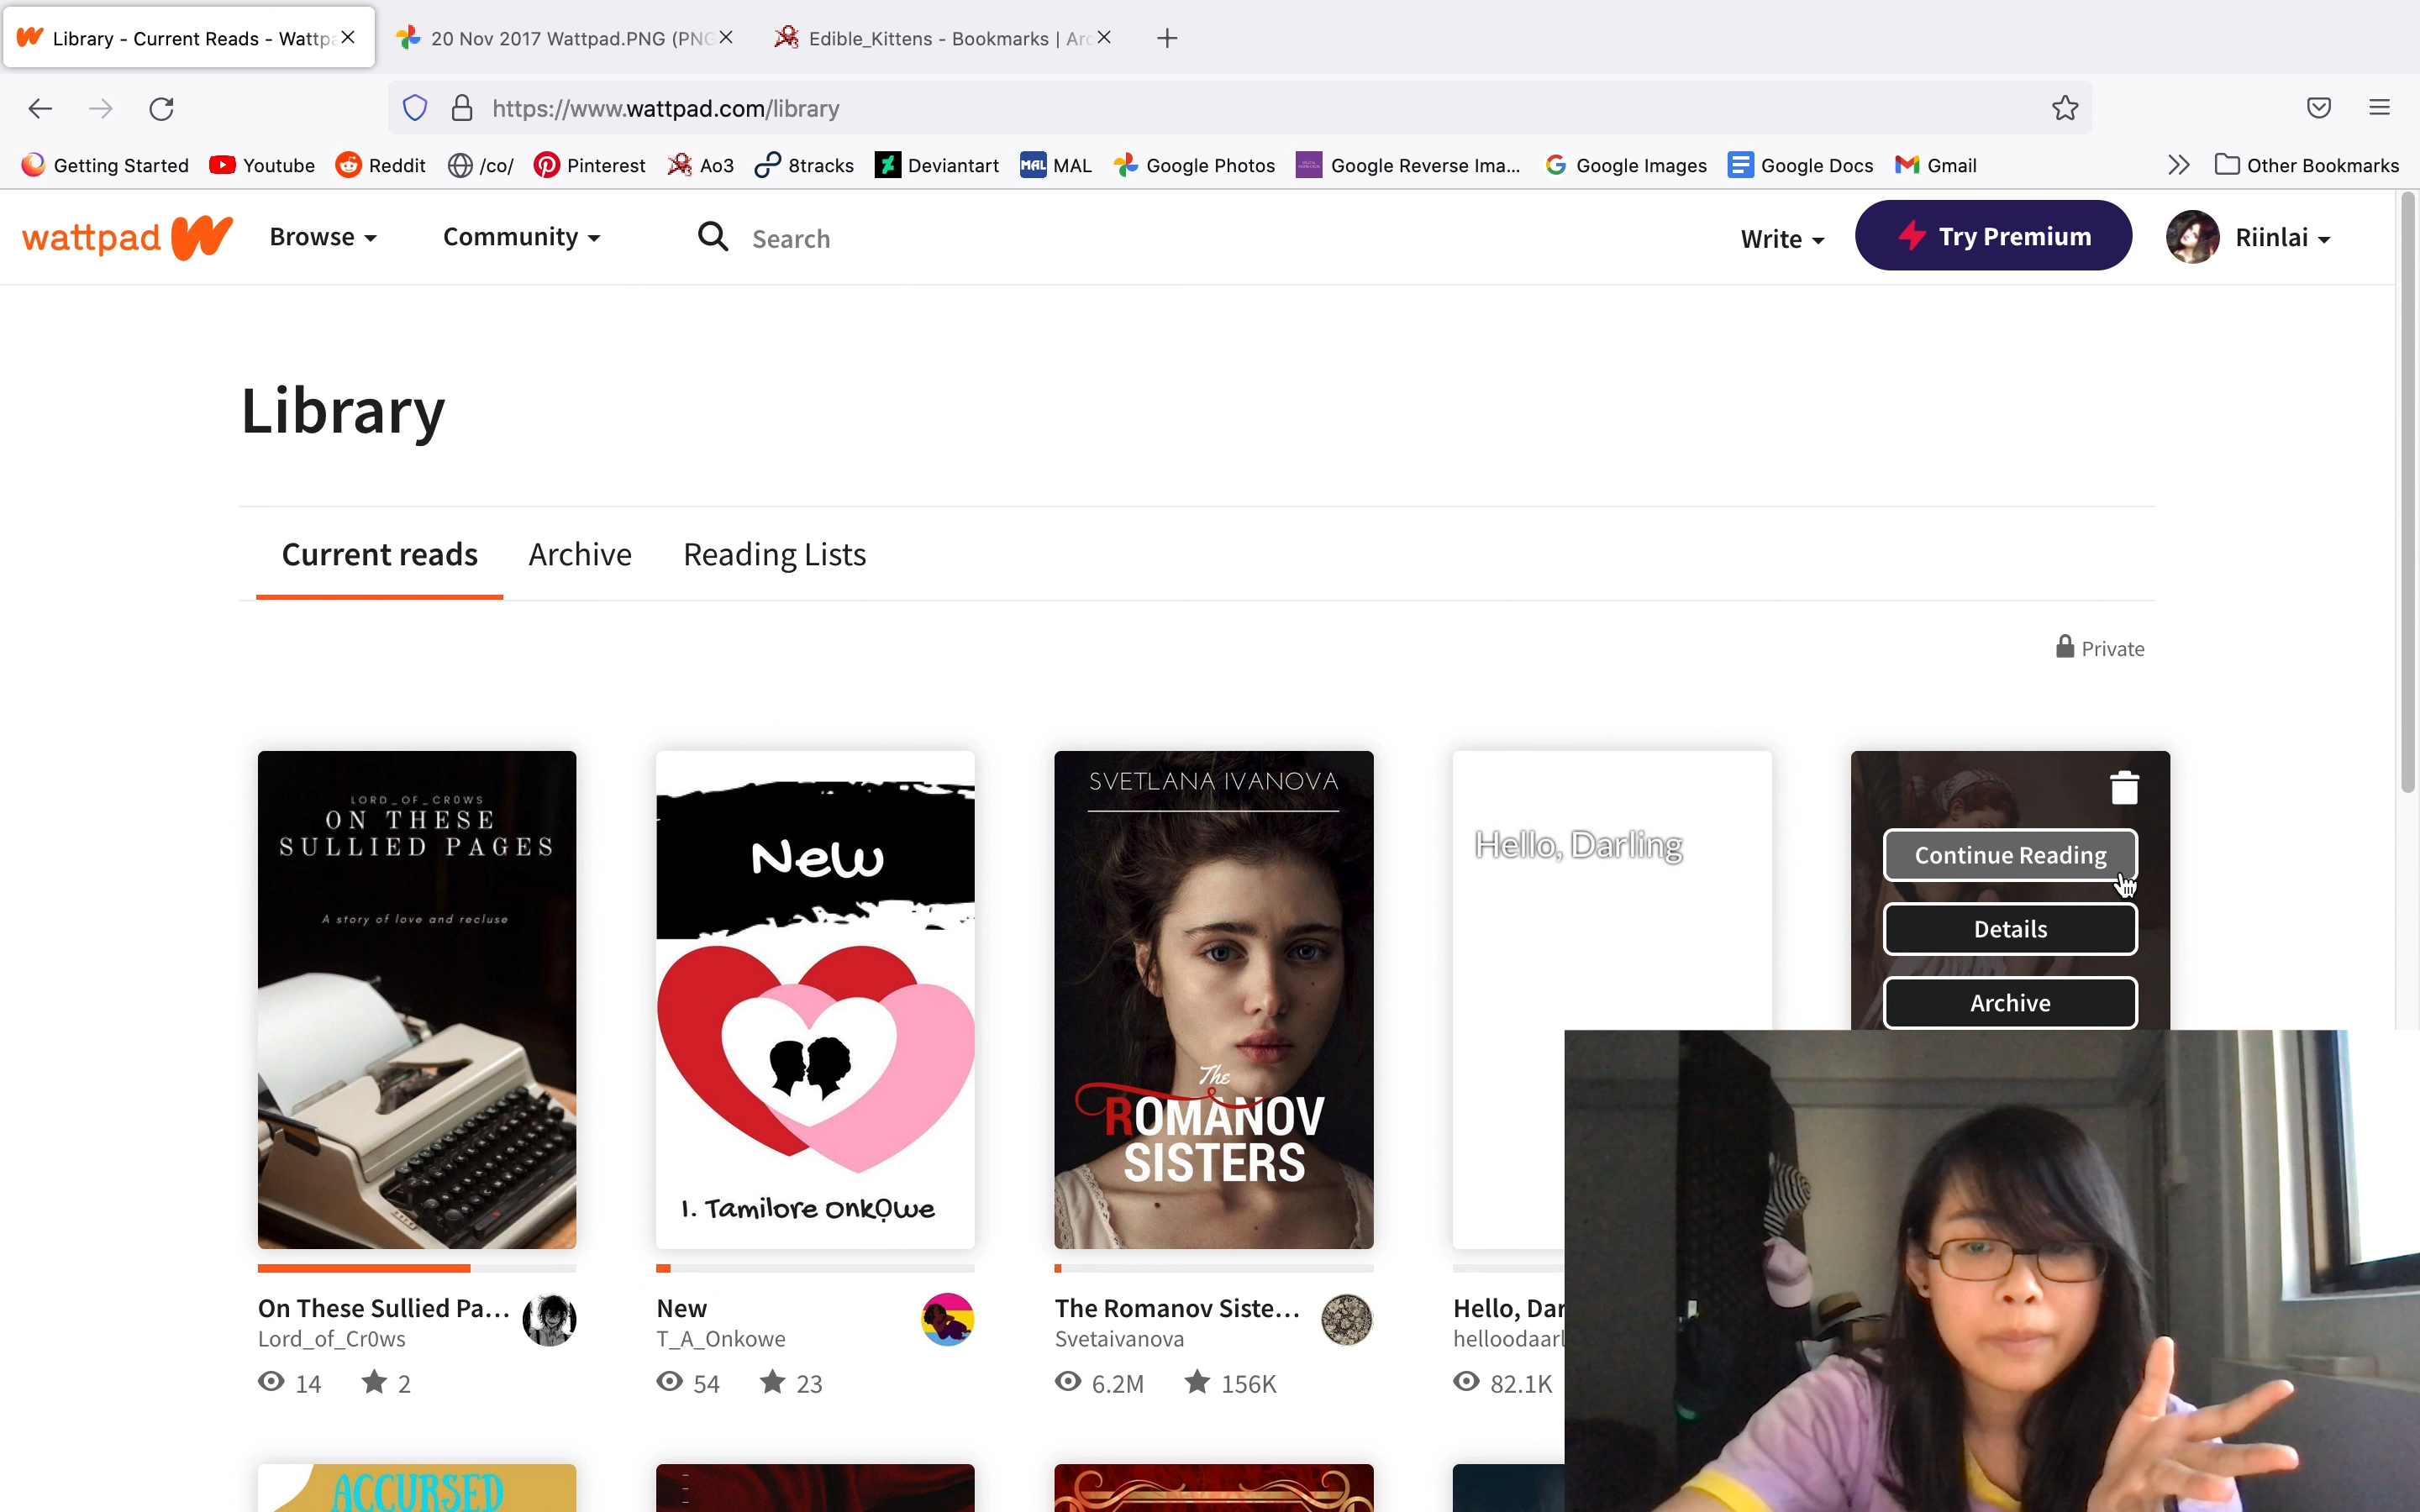 Library - Current Reads - Wattpa
20 Nov 2017 Wattpad.PNG (PNG
Edible_Kittens - Bookmarks | Arc
https://www.wattpad.com/library
Getting Started
Youtube
Reddit
/co/
Pinterest
Ao3
8tracks
Deviantart
MAL MAL
Google Photos
Google Reverse Ima...
Google Images
Google Docs
Gmail
Other Bookmarks
wattpad
Browse
Community
Search
Write
Try Premium
Riinlai
Library
Current reads
Archive
Reading Lists
Private
LORD_OF_CR0WS
ON THESE
SULLIED PAGES
A story of love and recluse
New
1. Tamilore Onkọwe
SVETLANA IVANOVA
The
ROMANOV
SISTERS
Hello, Darling
Continue Reading
Details
Archive
On These Sullied Pa...
Lord_of_Cr0ws
14
2
New
T_A_Onkowe
54
23
The Romanov Siste...
Svetaivanova
6.2M
156K
Hello, Dar
helloodaarl
82.1K
ACCURSED